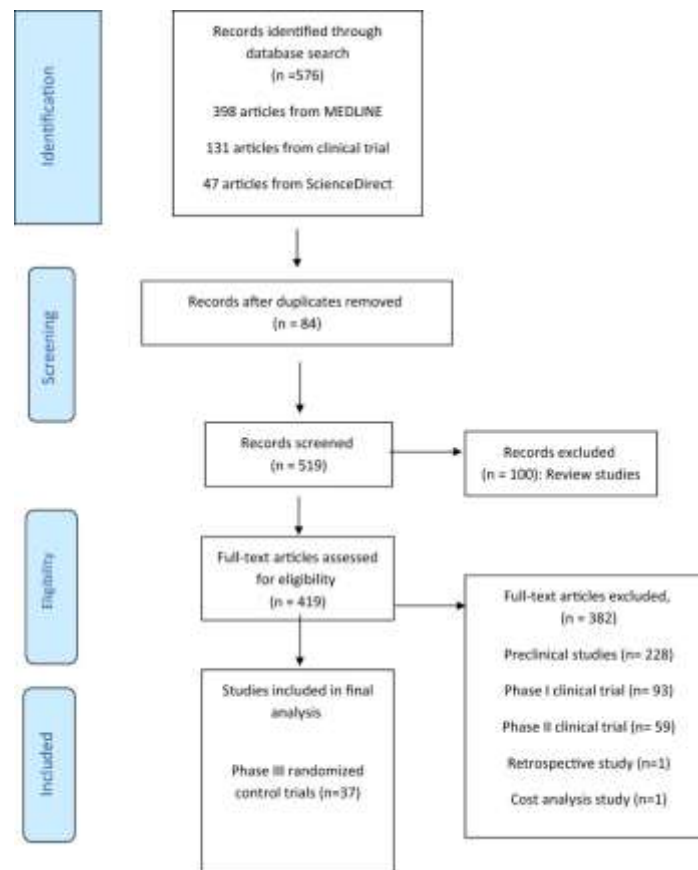 Identification
Records identified through
database search
(n =576)
398 articles from MEDLINE
131 articles from clinical trial
47 articles from ScienceDirect
Screening
Records after duplicates removed
(n = 84)
Records screened
(n = 519)
Records excluded
(n = 100): Review studies
Eligibility
Full-text articles assessed
for eligibility
(n = 419)
Full-text articles excluded,
(n = 382)
Preclinical studies (n= 228)
Phase I clinical trial (n= 93)
Phase II clinical trial (n= 59)
Retrospective study (n=1)
Cost analysis study (n=1)
Included
Studies included in final
analysis
Phase III randomized
control trials (n=37)